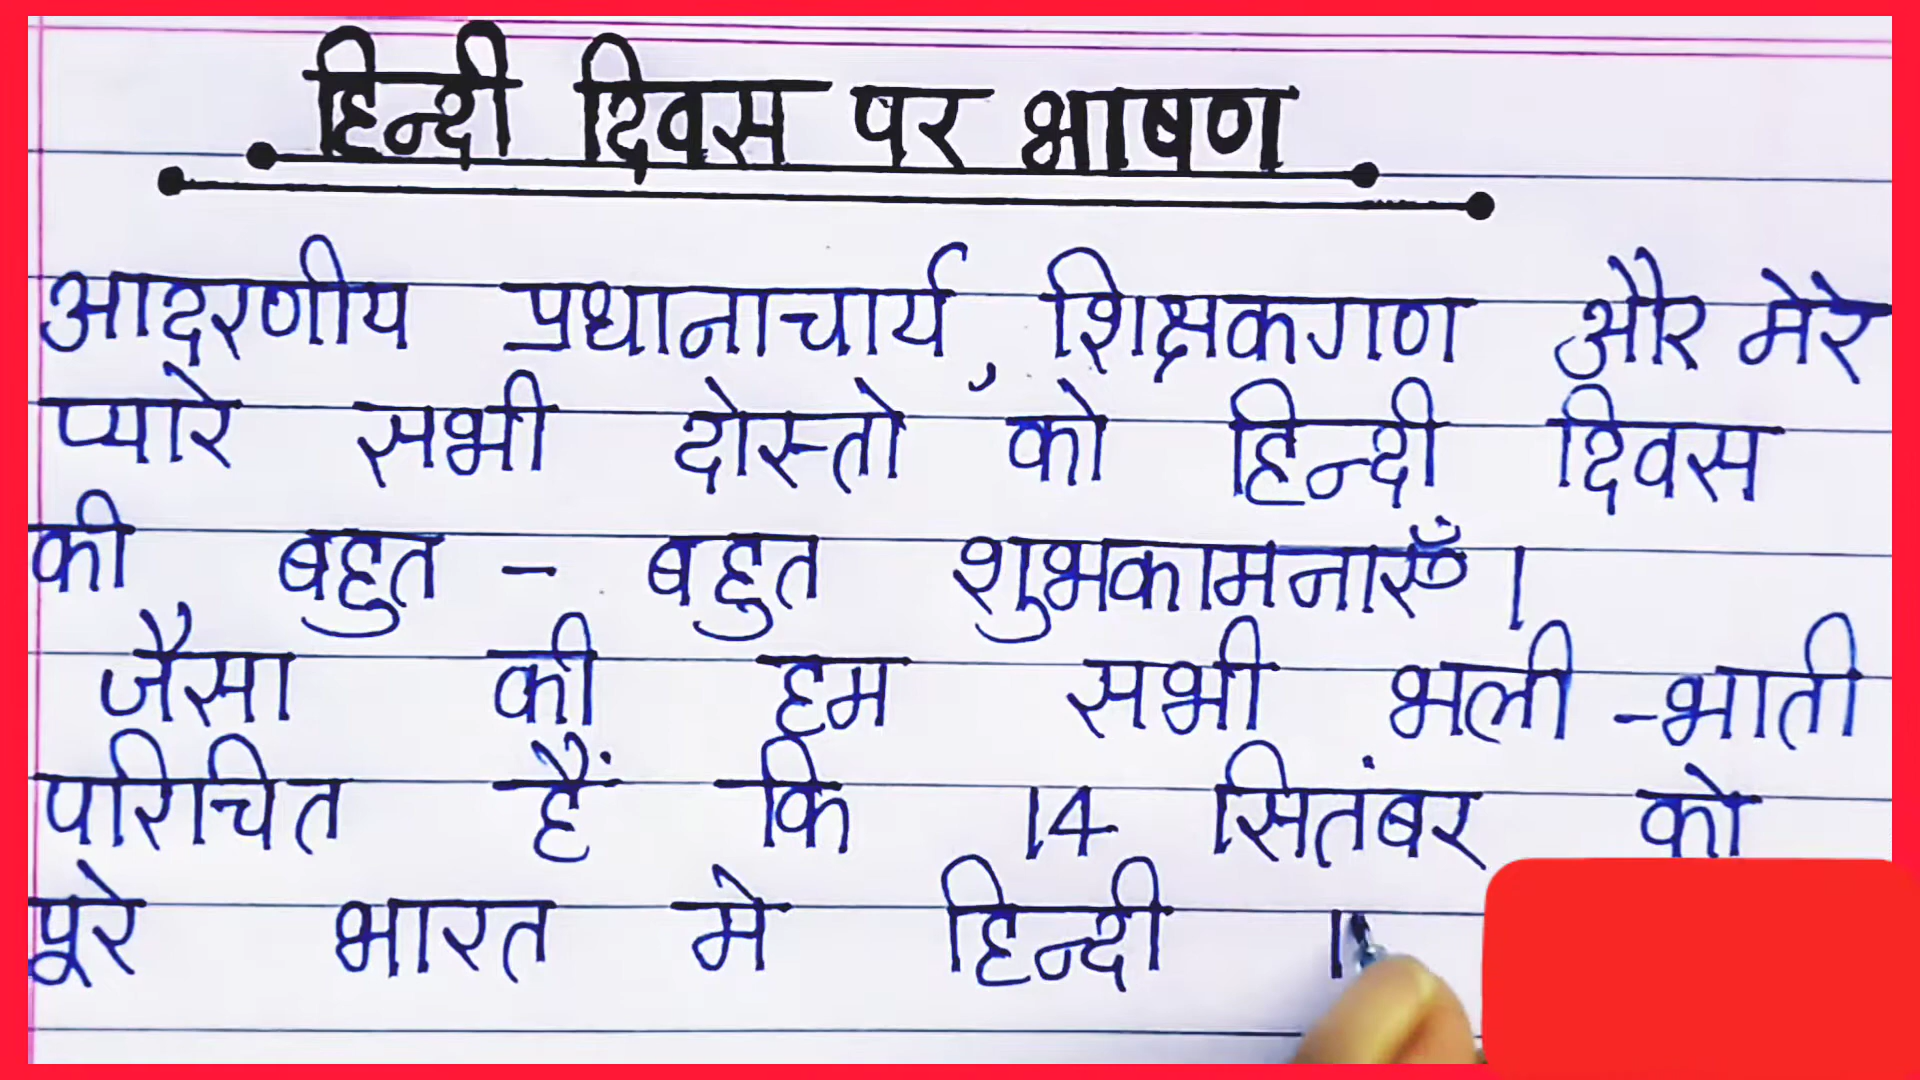 हिन्दी दिवस पर भाषण
आदरणीय प्रधानाचार्य, शिक्षकगण और मेरे
प्यारे सभी दोस्तो को हिन्दी दिवस
की बहुत - बहुत शुभकामनाएँ ।
जैसा की हम सभी भली -भाती
परिचित हैं कि 14 सितंबर को
पूरे भारत मे हिन्दी